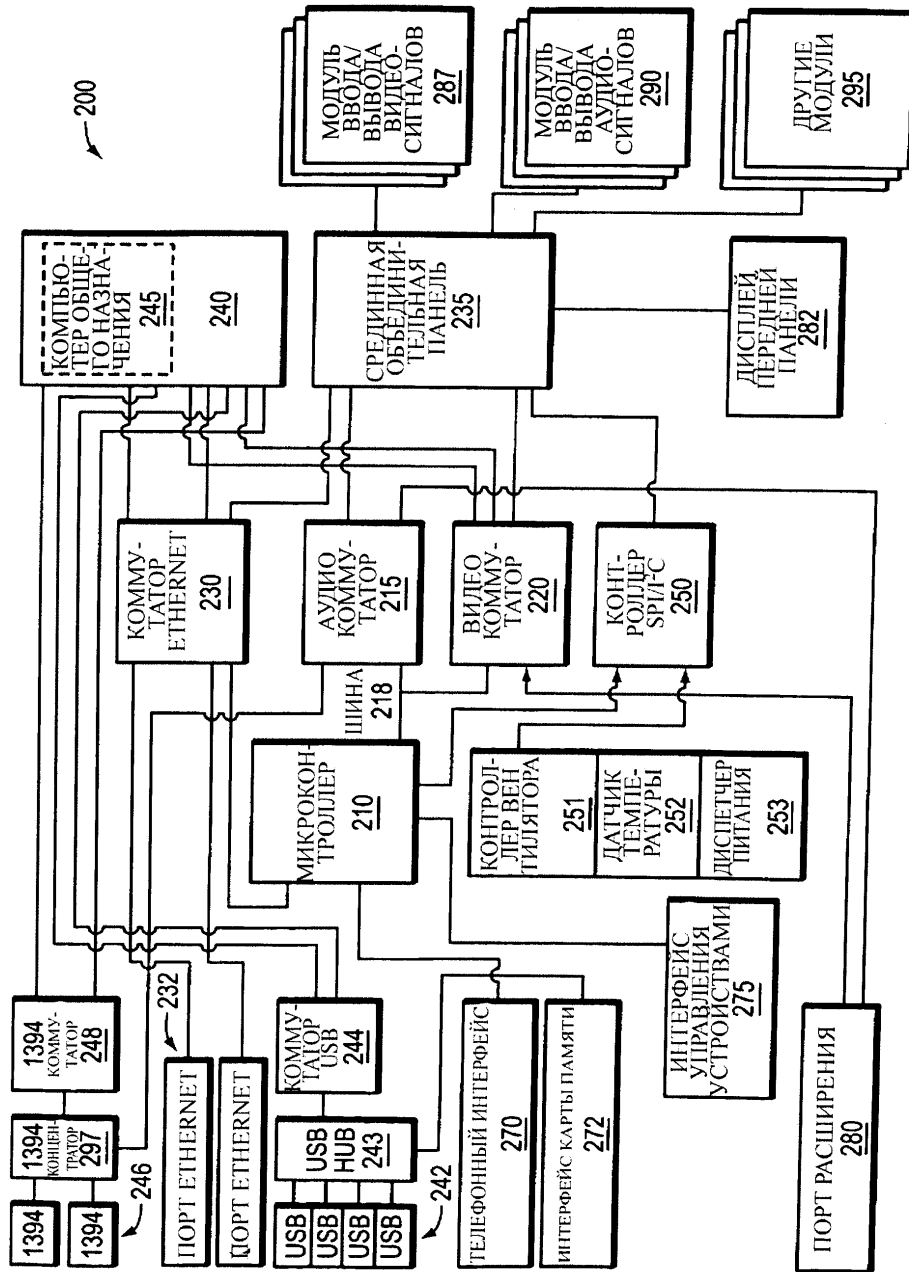 200
1394
1394
246
1394
КОНЦЕН-
ТРАТОР
297
1394
КОММУ-
ТАТОР
248
ПОРТ ETHERNET
ПОРТ ETHERNET
232
USB
USB
USB
USB
242
USB
HUB
243
КОММУ-
ТАТОР
USB
244
ТЕЛЕФОННЫЙ ИНТЕРФЕЙС
270
ИНТЕРФЕЙС КАРТЫ ПАМЯТИ
272
ИНТЕРФЕЙС
УПРАВЛЕНИЯ
УСТРОЙСТВАМИ
275
ПОРТ РАСШИРЕНИЯ
280
МИКРОКОН-
ТРОЛЛЕР
210
ШИНА
218
КОНТРОЛ-
ЛЕР ВЕН
ТИЛЯТОРА
251
ДАТЧИК
ТЕМПЕ-
РАТУРЫ
252
ДИСПЕТЧЕР
ПИТАНИЯ
253
КОММУ-
ТАТОР
ETHERNET
230
АУДИО
КОММУ-
ТАТОР
215
ВИДЕО
КОММУ-
ТАТОР
220
КОНТ-
РОЛЛЕР
SPI/I²C
250
КОМПЬЮ-
ТЕР ОБЩЕ-
ГО НАЗНА-
ЧЕНИЯ
245
240
СРЕДИННАЯ
ОБЪЕДИНИ-
ТЕЛЬНАЯ
ПАНЕЛЬ
235
ДИСПЛЕЙ
ПЕРЕДНЕЙ
ПАНЕЛИ
282
МОДУЛЬ
ВВОДА/
ВЫВОДА
ВИДЕО-
СИГНАЛОВ
287
МОДУЛЬ
ВВОДА/
ВЫВОДА
АУДИО-
СИГНАЛОВ
290
ДРУГИЕ
МОДУЛИ
295